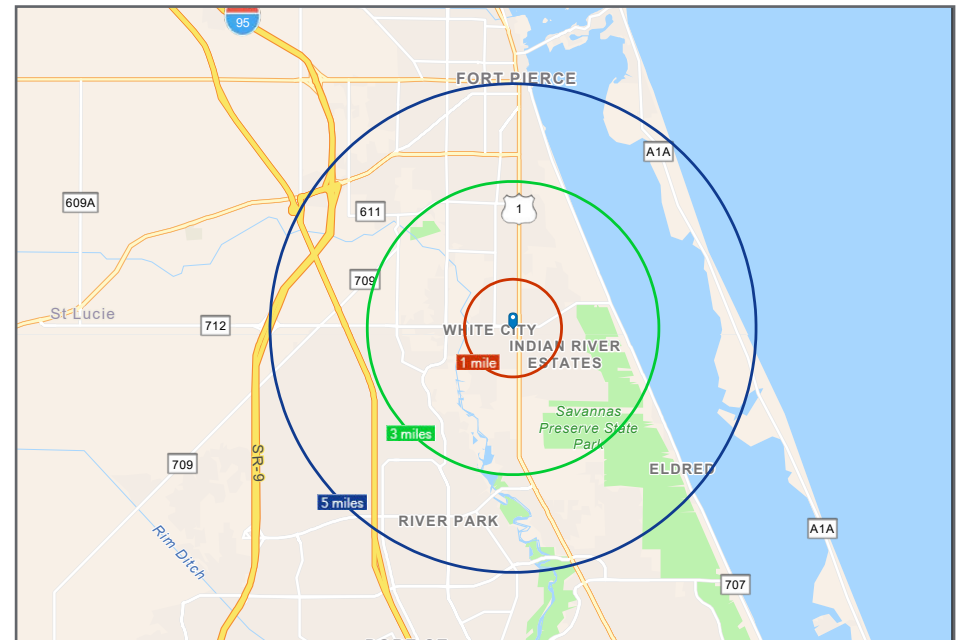 95
FORT PIERCE
A1A
609A
611
1
709
St Lucie
712
WHITE CITY
INDIAN RIVER
ESTATES
1 mile
Savannas
Preserve State
Park
3 miles
SR-9
709
ELDRED
5 miles
RIVER PARK
A1A
Rim Ditch
707